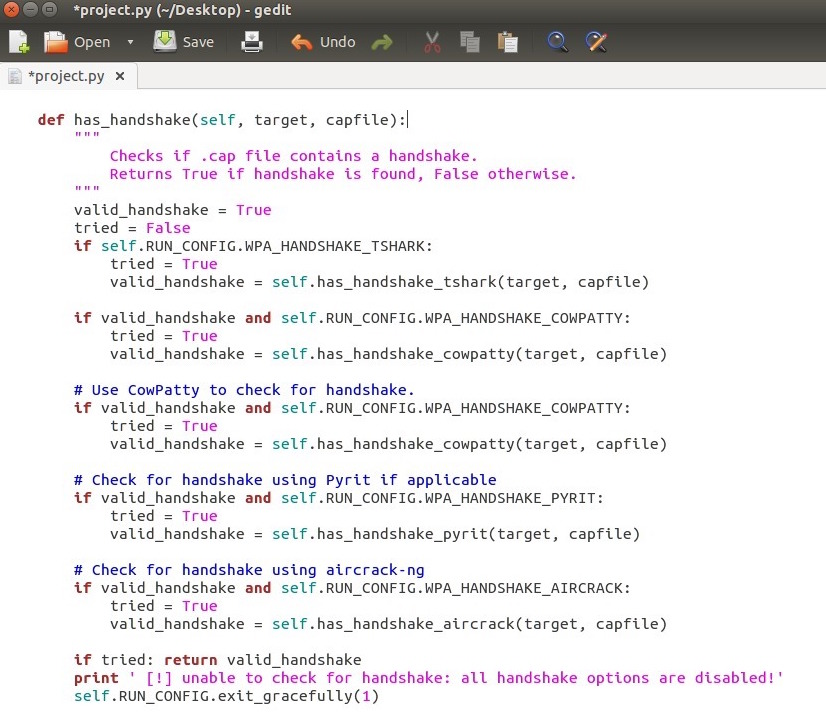 *project.py (~/Desktop) - gedit
Open Save Undo
*project.py ×
def has_handshake(self, target, capfile):
"""
Checks if .cap file contains a handshake.
Returns True if handshake is found, False otherwise.
"""
valid_handshake = True
tried = False
if self.RUN_CONFIG.WPA_HANDSHAKE_TSHARK:
tried = True
valid_handshake = self.has_handshake_tshark(target, capfile)
if valid_handshake and self.RUN_CONFIG.WPA_HANDSHAKE_COWPATTY:
tried = True
valid_handshake = self.has_handshake_cowpatty(target, capfile)
# Use CowPatty to check for handshake.
if valid_handshake and self.RUN_CONFIG.WPA_HANDSHAKE_COWPATTY:
tried = True
valid_handshake = self.has_handshake_cowpatty(target, capfile)
# Check for handshake using Pyrit if applicable
if valid_handshake and self.RUN_CONFIG.WPA_HANDSHAKE_PYRIT:
tried = True
valid_handshake = self.has_handshake_pyrit(target, capfile)
# Check for handshake using aircrack-ng
if valid_handshake and self.RUN_CONFIG.WPA_HANDSHAKE_AIRCRACK:
tried = True
valid_handshake = self.has_handshake_aircrack(target, capfile)
if tried: return valid_handshake
print ' [!] unable to check for handshake: all handshake options are disabled!'
self.RUN_CONFIG.exit_gracefully(1)